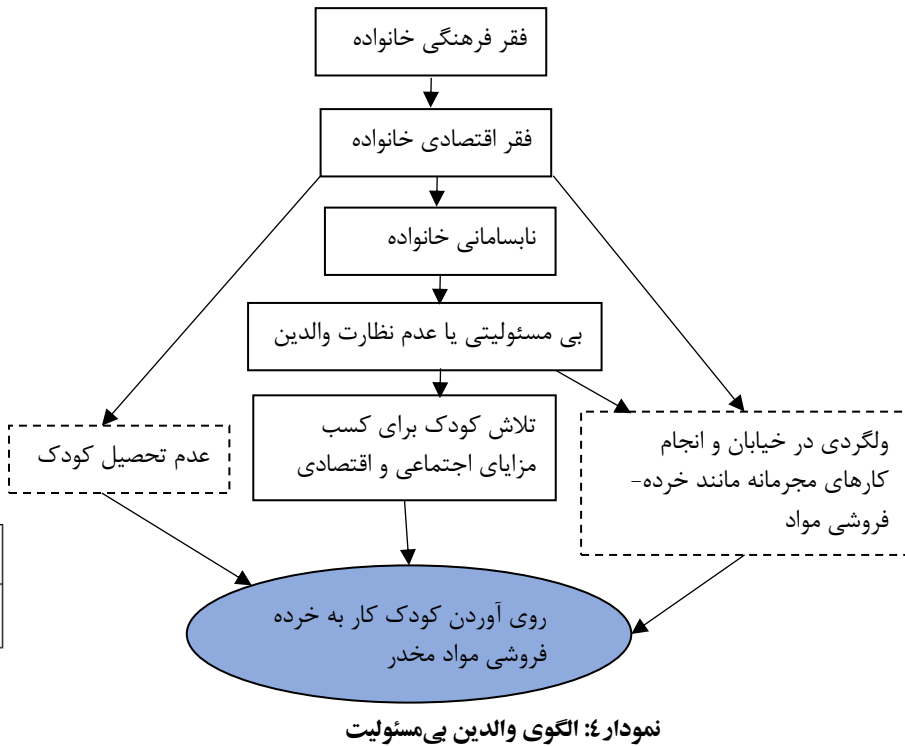 فقر فرهنگی خانواده
فقر اقتصادی خانواده
نابسامانی خانواده
بی مسئولیتی یا عدم نظارت والدین
تلاش کودک برای کسب
مزایای اجتماعی و اقتصادی
ولگردی در خیابان و انجام
کارهای مجرمانه مانند خرده-
فروشی مواد
عدم تحصیل کودک
روی آوردن کودک کار به خرده
فروشی مواد مخدر
نمودار٤: الگوی والدین بی‌مسئولیت